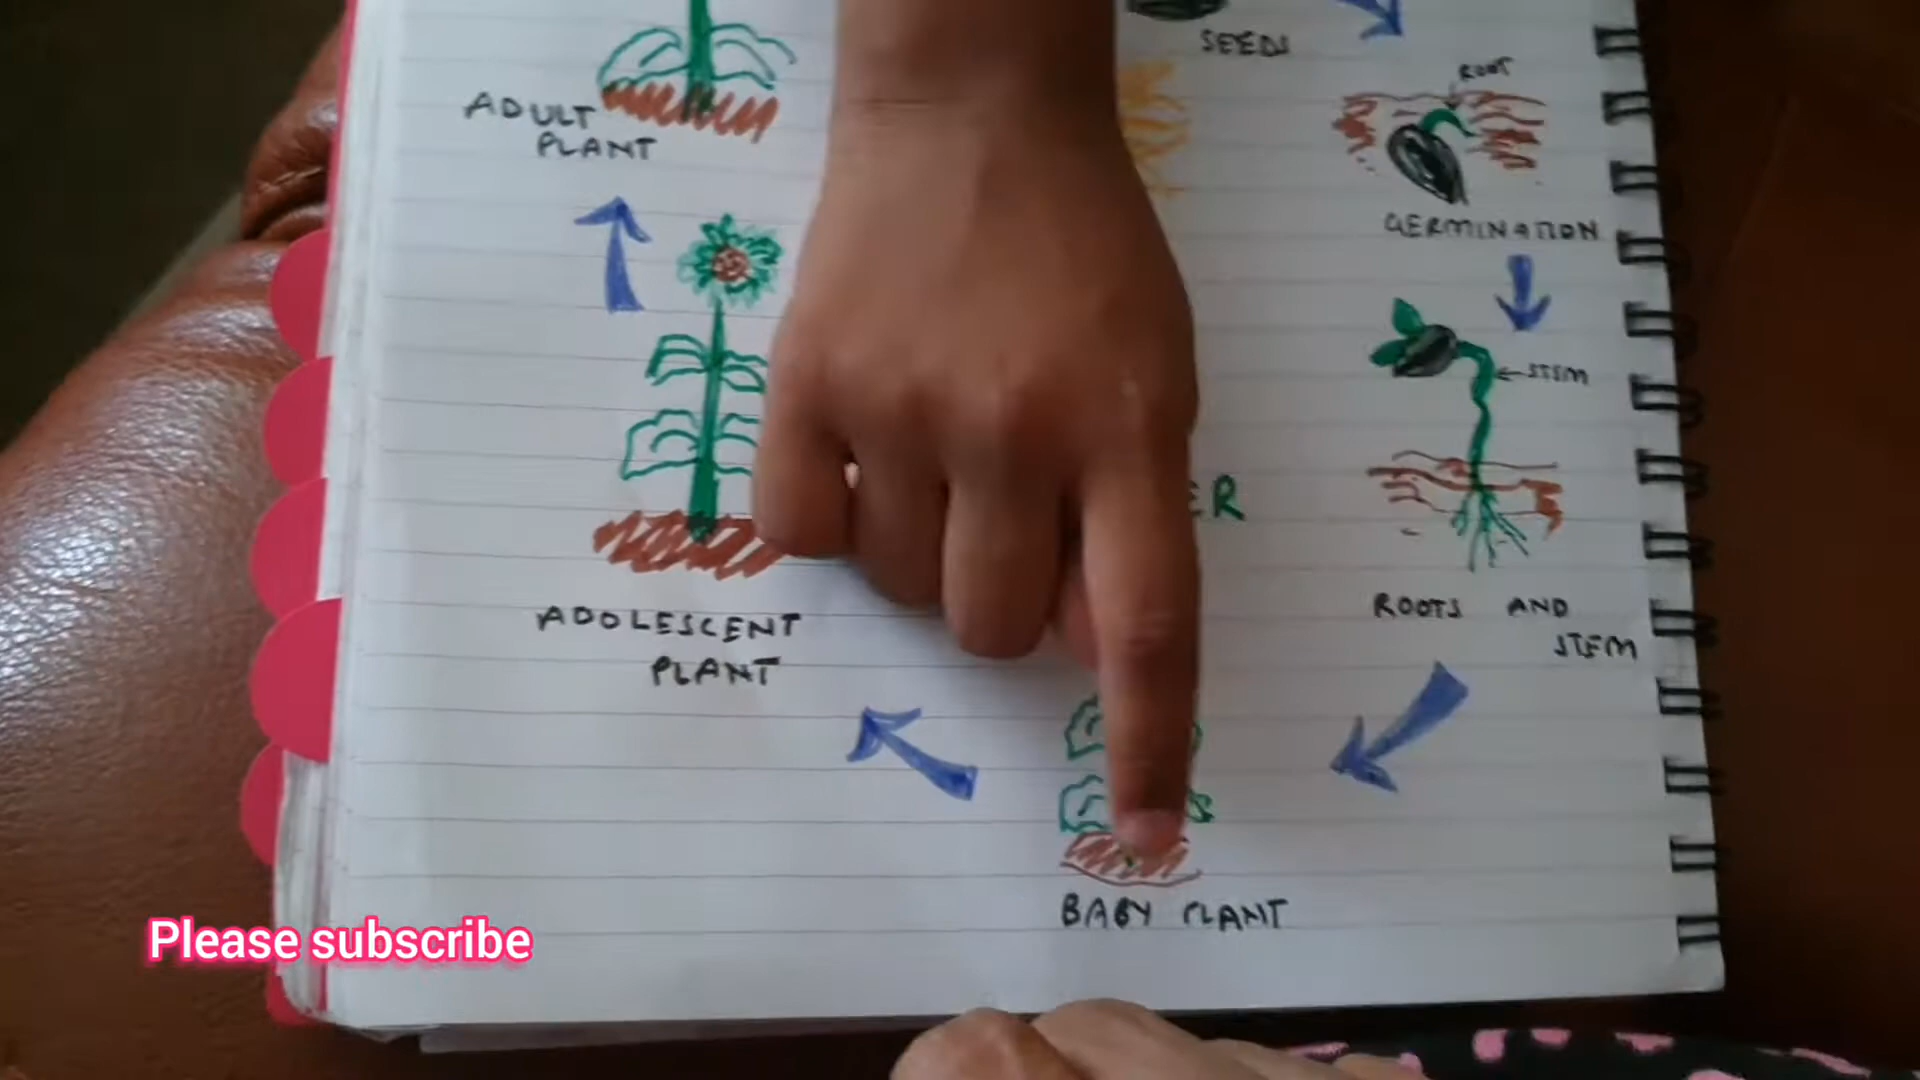 SEEDS
ROOT
ADULT
PLANT
GERMINATION
STEM
ER
ROOTS AND
STEM
ADOLESCENT
PLANT
BABY PLANT
Please subscribe